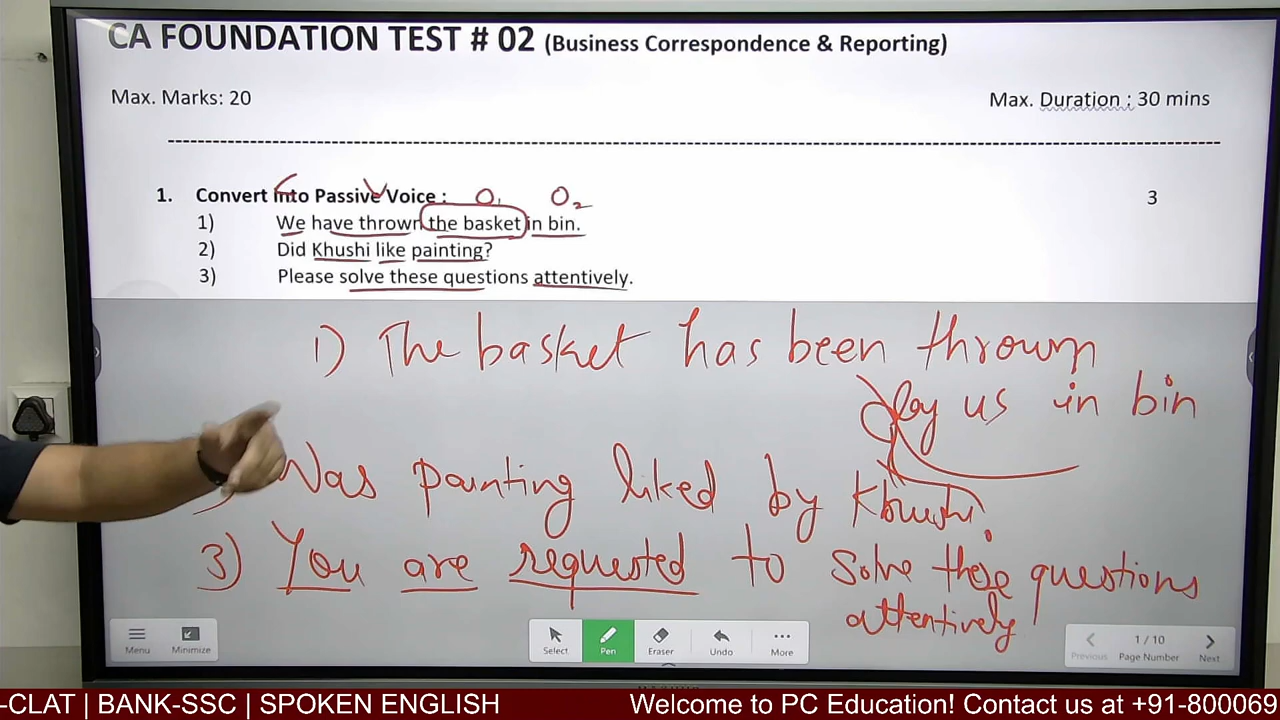 CA FOUNDATION TEST # 02 (Business Correspondence & Reporting)
Max. Marks: 20 Max. Duration : 30 mins
1. Convert into Passive Voice : 3
O1 O2
1) We have thrown the basket in bin.
2) Did Khushi like painting?
3) Please solve these questions attentively.
1) The basket has been thrown
by us in bin
Was painting liked by Khushi?
3) You are requested to solve these questions
attentively
Menu Minimize Select Pen Eraser Undo More
1 / 10
Previous Page Number Next
-CLAT | BANK-SSC | SPOKEN ENGLISH Welcome to PC Education! Contact us at +91-800069